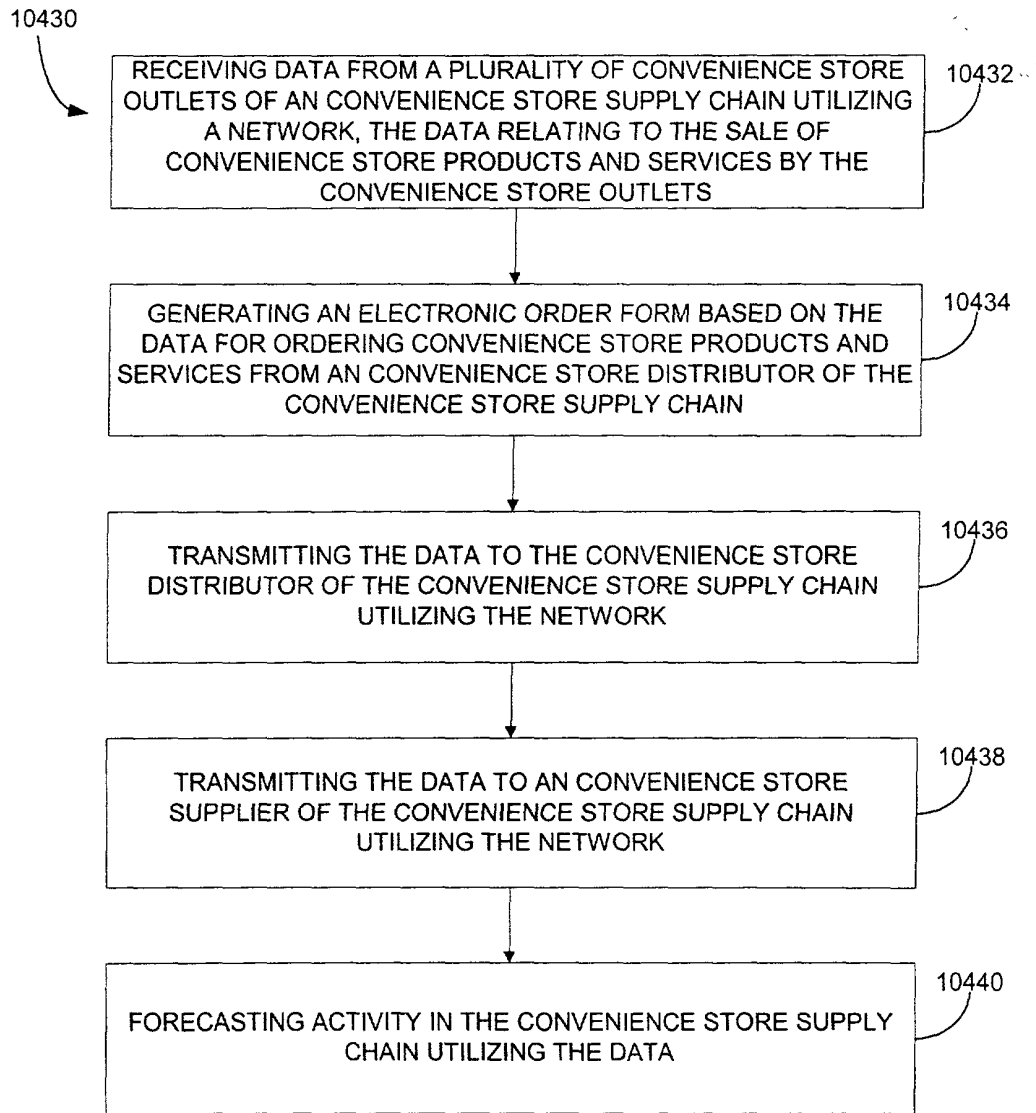 10430
RECEIVING DATA FROM A PLURALITY OF CONVENIENCE STORE
OUTLETS OF AN CONVENIENCE STORE SUPPLY CHAIN UTILIZING
A NETWORK, THE DATA RELATING TO THE SALE OF
CONVENIENCE STORE PRODUCTS AND SERVICES BY THE
CONVENIENCE STORE OUTLETS
10432
GENERATING AN ELECTRONIC ORDER FORM BASED ON THE
DATA FOR ORDERING CONVENIENCE STORE PRODUCTS AND
SERVICES FROM AN CONVENIENCE STORE DISTRIBUTOR OF THE
CONVENIENCE STORE SUPPLY CHAIN
10434
TRANSMITTING THE DATA TO THE CONVENIENCE STORE
DISTRIBUTOR OF THE CONVENIENCE STORE SUPPLY CHAIN
UTILIZING THE NETWORK
10436
TRANSMITTING THE DATA TO AN CONVENIENCE STORE
SUPPLIER OF THE CONVENIENCE STORE SUPPLY CHAIN
UTILIZING THE NETWORK
10438
FORECASTING ACTIVITY IN THE CONVENIENCE STORE SUPPLY
CHAIN UTILIZING THE DATA
10440